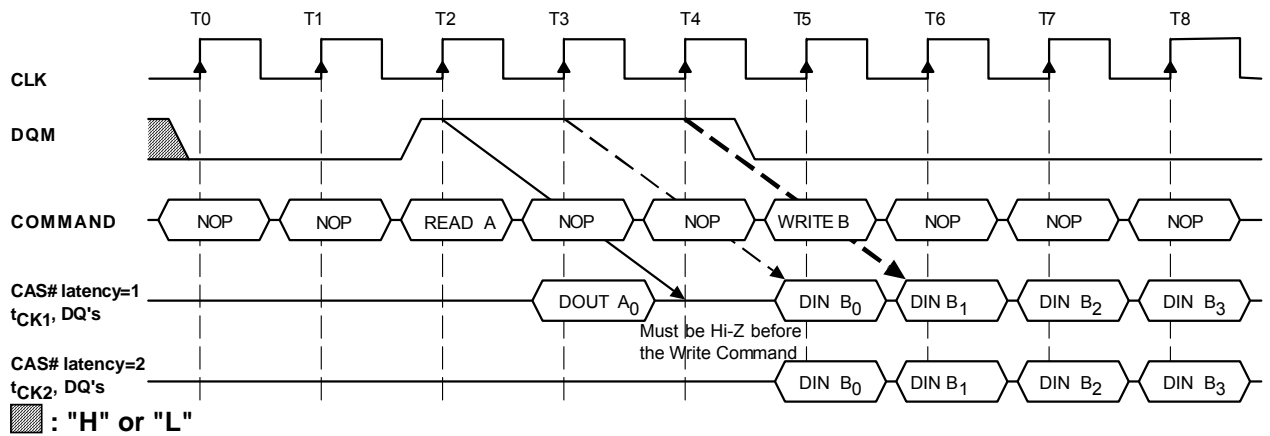 T0 T1 T2 T3 T4 T5 T6 T7 T8
CLK
DQM
COMMAND NOP NOP READ A NOP NOP WRITE B NOP NOP NOP
CAS# latency=1
tCK1, DQ's DOUT A0 DIN B0 DIN B1 DIN B2 DIN B3
Must be Hi-Z before
the Write Command
CAS# latency=2
tCK2, DQ's DIN B0 DIN B1 DIN B2 DIN B3
: "H" or "L"